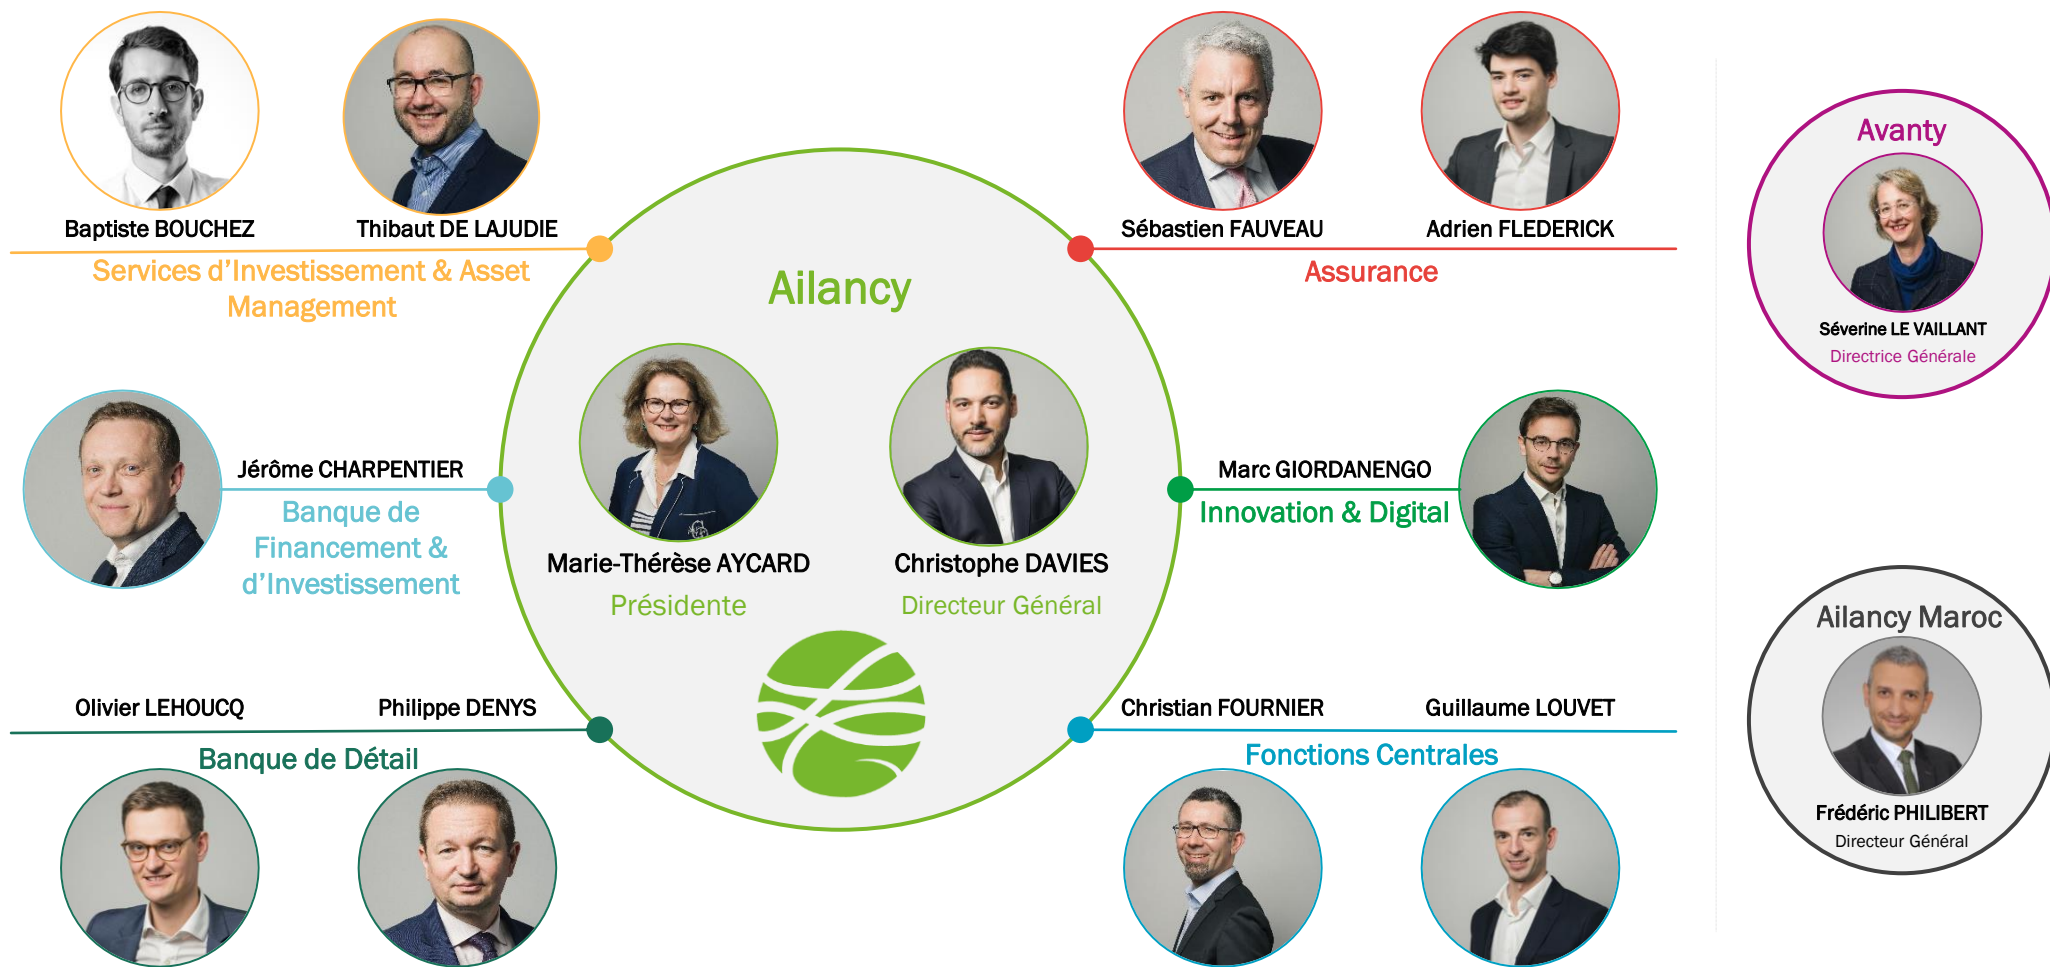 Baptiste BOUCHEZ
Thibaut DE LAJUDIE
Services d’Investissement & Asset
Management
Jérôme CHARPENTIER
Banque de
Financement &
d’Investissement
Olivier LEHOUCQ
Philippe DENYS
Banque de Détail
Ailancy
Marie-Thérèse AYCARD
Présidente
Christophe DAVIES
Directeur Général
Sébastien FAUVEAU
Adrien FLEDERICK
Assurance
Marc GIORDANENGO
Innovation & Digital
Christian FOURNIER
Guillaume LOUVET
Fonctions Centrales
Avanty
Séverine LE VAILLANT
Directrice Générale
Ailancy Maroc
Frédéric PHILIBERT
Directeur Général